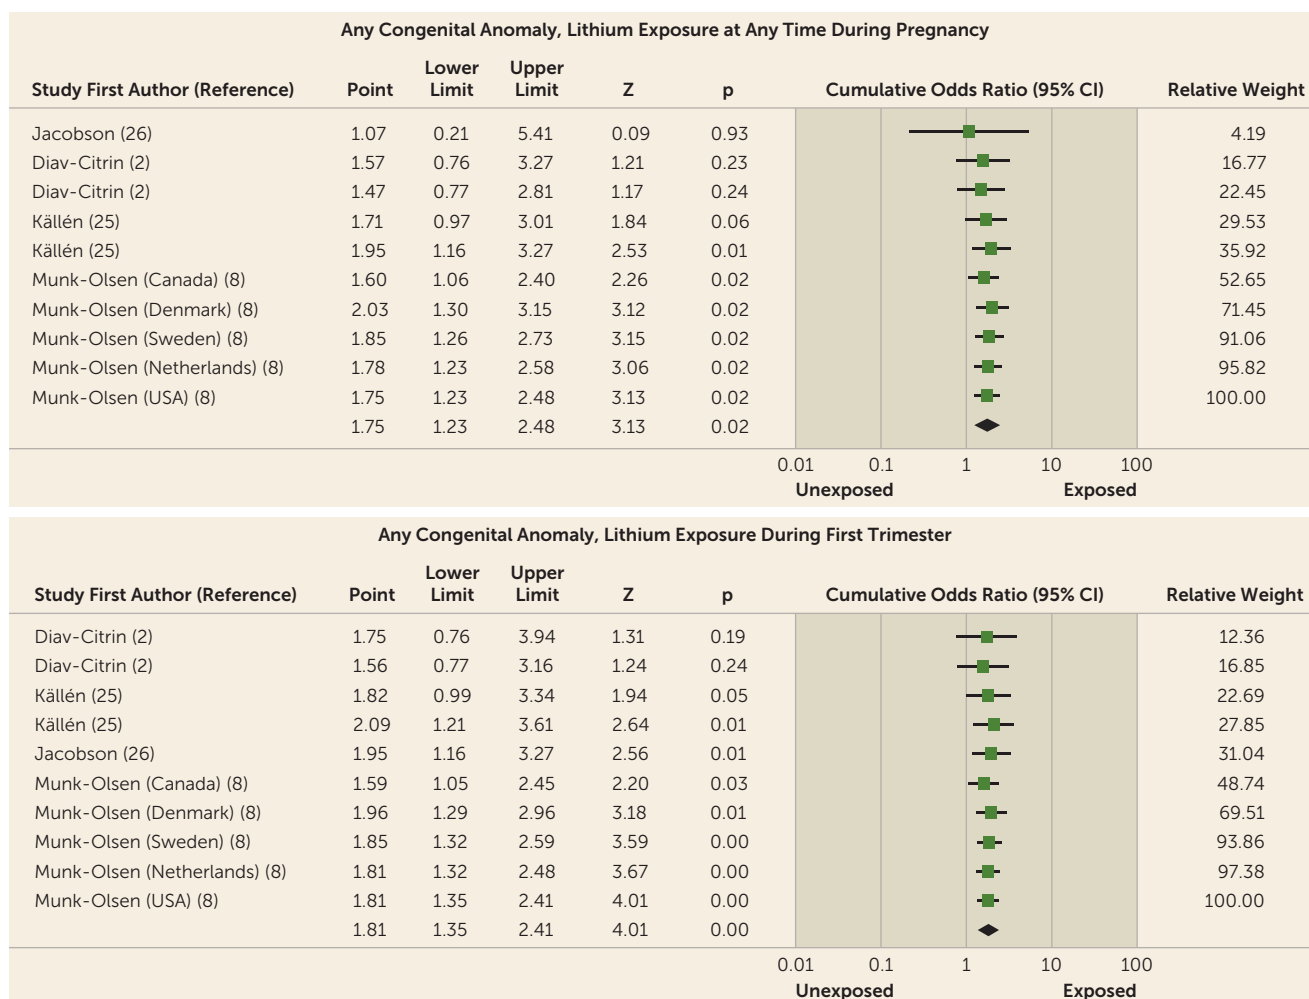 Any Congenital Anomaly, Lithium Exposure at Any Time During Pregnancy
Study First Author (Reference) Point Lower Limit Upper Limit Z p Cumulative Odds Ratio (95% CI) Relative Weight
Jacobson (26) 1.07 0.21 5.41 0.09 0.93 4.19
Diav-Citrin (2) 1.57 0.76 3.27 1.21 0.23 16.77
Diav-Citrin (2) 1.47 0.77 2.81 1.17 0.24 22.45
Källén (25) 1.71 0.97 3.01 1.84 0.06 29.53
Källén (25) 1.95 1.16 3.27 2.53 0.01 35.92
Munk-Olsen (Canada) (8) 1.60 1.06 2.40 2.26 0.02 52.65
Munk-Olsen (Denmark) (8) 2.03 1.30 3.15 3.12 0.02 71.45
Munk-Olsen (Sweden) (8) 1.85 1.26 2.73 3.15 0.02 91.06
Munk-Olsen (Netherlands) (8) 1.78 1.23 2.58 3.06 0.02 95.82
Munk-Olsen (USA) (8) 1.75 1.23 2.48 3.13 0.02 100.00
1.75 1.23 2.48 3.13 0.02
0.01 0.1 1 10 100
Unexposed Exposed
Any Congenital Anomaly, Lithium Exposure During First Trimester
Study First Author (Reference) Point Lower Limit Upper Limit Z p Cumulative Odds Ratio (95% CI) Relative Weight
Diav-Citrin (2) 1.75 0.76 3.94 1.31 0.19 12.36
Diav-Citrin (2) 1.56 0.77 3.16 1.24 0.24 16.85
Källén (25) 1.82 0.99 3.34 1.94 0.05 22.69
Källén (25) 2.09 1.21 3.61 2.64 0.01 27.85
Jacobson (26) 1.95 1.16 3.27 2.56 0.01 31.04
Munk-Olsen (Canada) (8) 1.59 1.05 2.45 2.20 0.03 48.74
Munk-Olsen (Denmark) (8) 1.96 1.29 2.96 3.18 0.01 69.51
Munk-Olsen (Sweden) (8) 1.85 1.32 2.59 3.59 0.00 93.86
Munk-Olsen (Netherlands) (8) 1.81 1.32 2.48 3.67 0.00 97.38
Munk-Olsen (USA) (8) 1.81 1.35 2.41 4.01 0.00 100.00
1.81 1.35 2.41 4.01 0.00
0.01 0.1 1 10 100
Unexposed Exposed